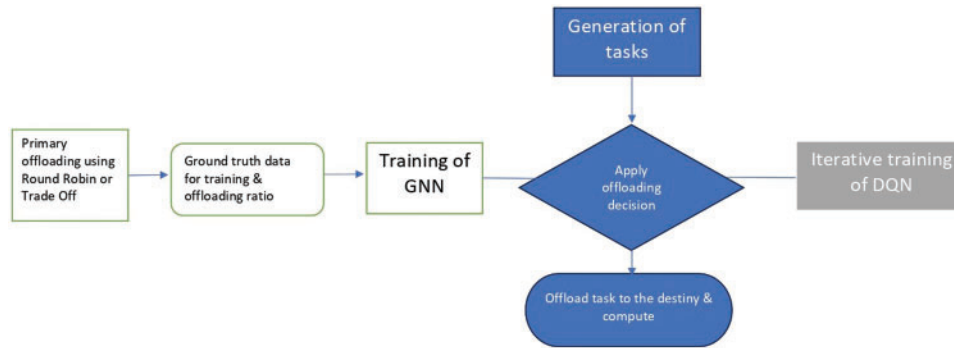 Generation of
tasks
Primary
offloading using
Round Robin or
Trade Off
Ground truth data
for training &
offloading ratio
Training of
GNN
Apply
offloading
decision
Iterative training
of DQN
Offload task to the destiny &
compute